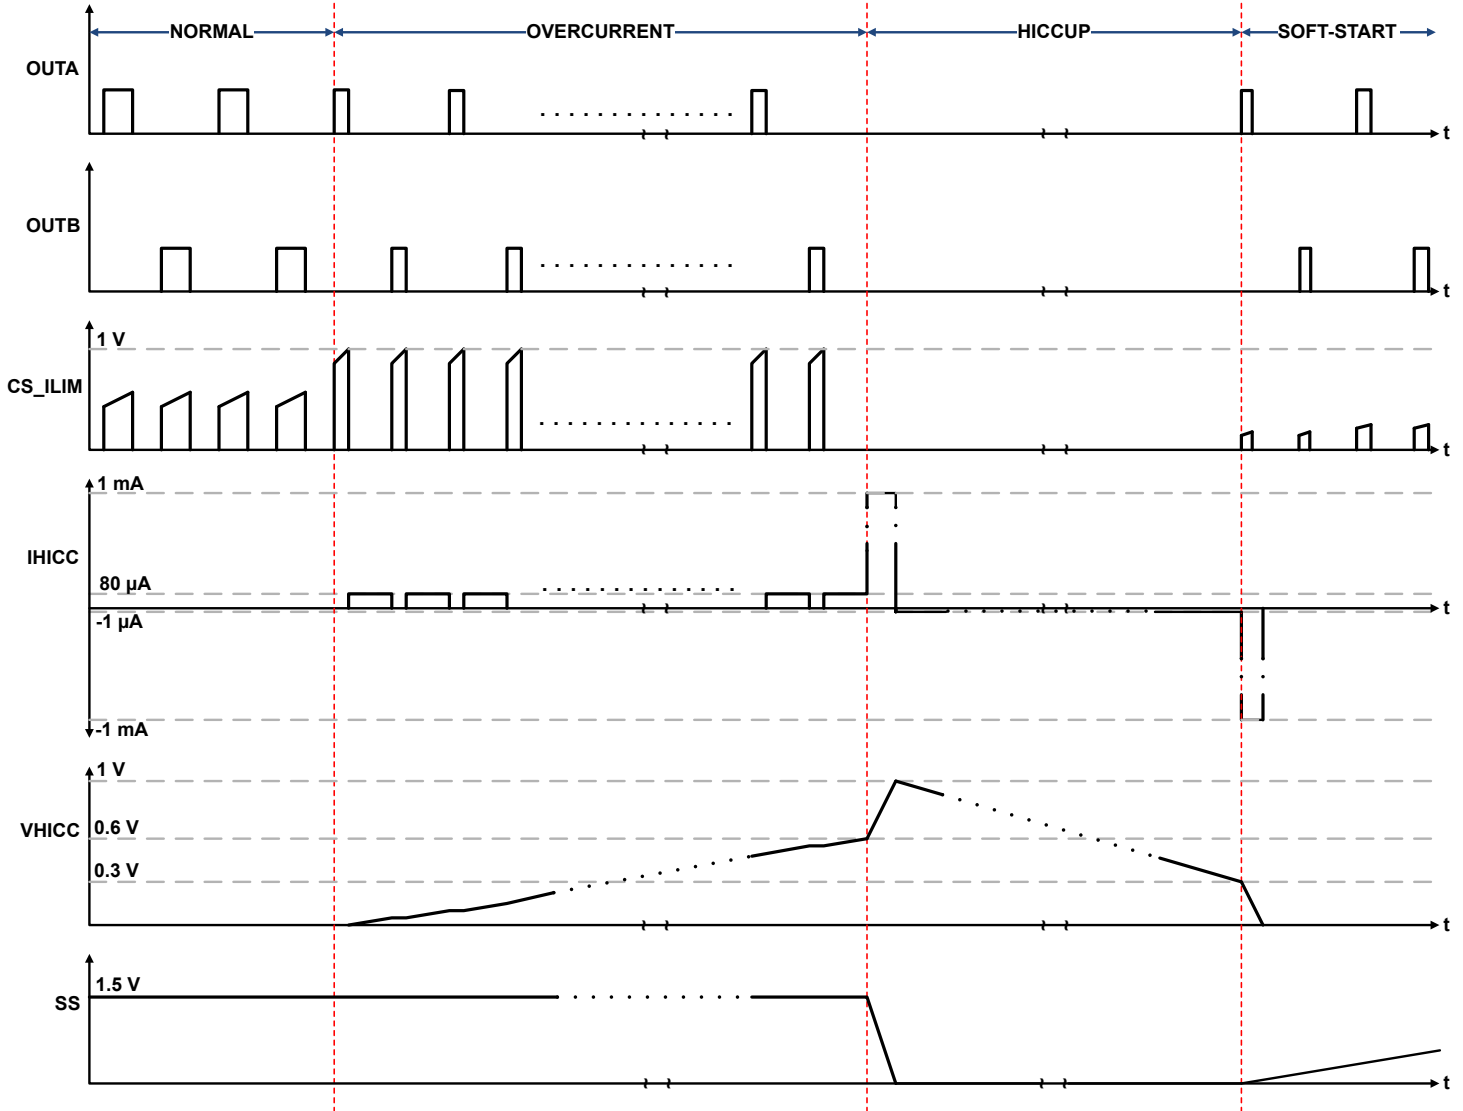 NORMAL OVERCURRENT HICCUP SOFT-START
OUTA
t
OUTB
t
1 V
CS_ILIM
t
1 mA
IHICC
80 µA
t
-1 µA
-1 mA
1 V
VHICC
0.6 V
0.3 V
t
1.5 V
SS
t